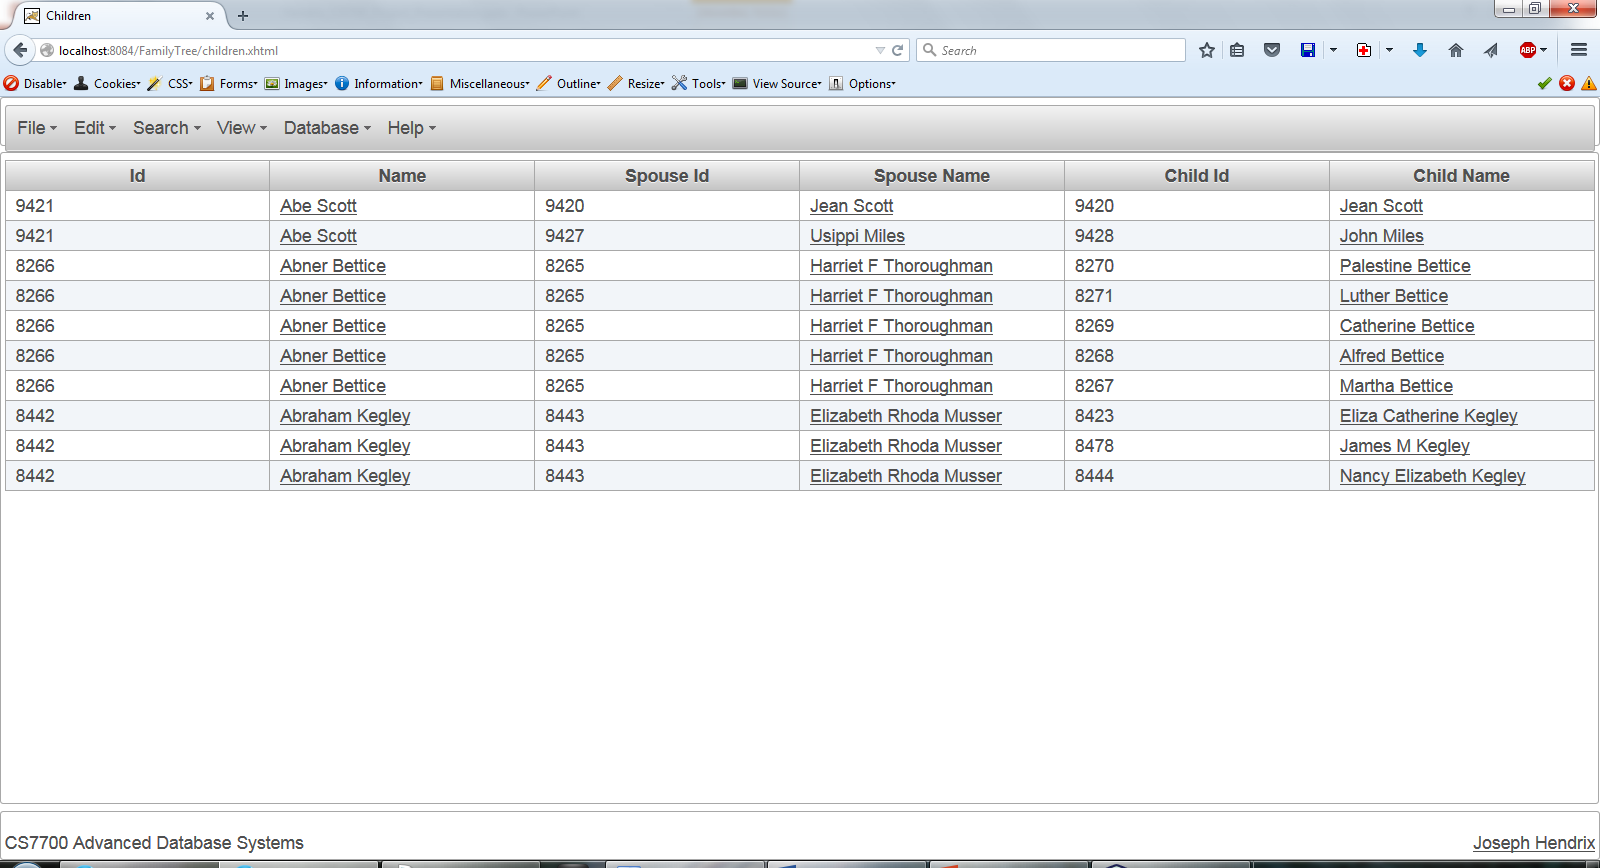 Children
localhost:8084/FamilyTree/children.xhtml
Search
ABP
Disable Cookies CSS Forms Images Information Miscellaneous Outline Resize Tools View Source Options
File Edit Search View Database Help
Id Name Spouse Id Spouse Name Child Id Child Name
9421 Abe Scott 9420 Jean Scott 9420 Jean Scott
9421 Abe Scott 9427 Usippi Miles 9428 John Miles
8266 Abner Bettice 8265 Harriet F Thoroughman 8270 Palestine Bettice
8266 Abner Bettice 8265 Harriet F Thoroughman 8271 Luther Bettice
8266 Abner Bettice 8265 Harriet F Thoroughman 8269 Catherine Bettice
8266 Abner Bettice 8265 Harriet F Thoroughman 8268 Alfred Bettice
8266 Abner Bettice 8265 Harriet F Thoroughman 8267 Martha Bettice
8442 Abraham Kegley 8443 Elizabeth Rhoda Musser 8423 Eliza Catherine Kegley
8442 Abraham Kegley 8443 Elizabeth Rhoda Musser 8478 James M Kegley
8442 Abraham Kegley 8443 Elizabeth Rhoda Musser 8444 Nancy Elizabeth Kegley
CS7700 Advanced Database Systems Joseph Hendrix